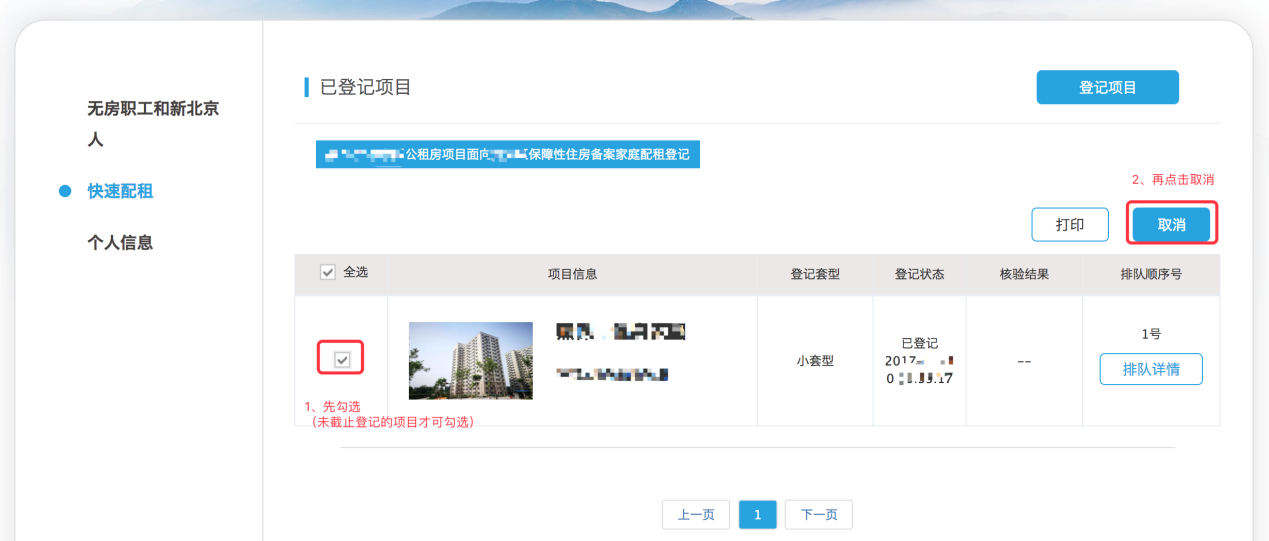 无房职工和新北京
人
快速配租
个人信息
已登记项目
登记项目
公租房项目面向
保障性住房备案家庭配租登记
2、再点击取消
打印
取消
全选
项目信息
登记套型
登记状态
核验结果
排队顺序号
小套型
已登记
2017
--
1号
排队详情
1、先勾选
（未截止登记的项目才可勾选）
上一页
1
下一页